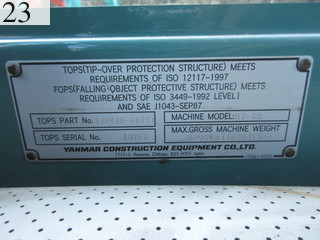 23
TOPS(TIP-OVER PROTECTION STRUCTURE) MEETS
REQUIREMENTS OF ISO 12117-1997
FOPS(FALLING OBJECT PROTECTIVE STRUCTURE) MEETS
REQUIREMENTS OF ISO 3449-1992 LEVEL I
AND SAE J1043-SEP87
TOPS PART No.
MACHINE MODEL
TOPS SERIAL No.
MAX.GROSS MACHINE WEIGHT
YANMAR CONSTRUCTION EQUIPMENT CO.,LTD.
Japan